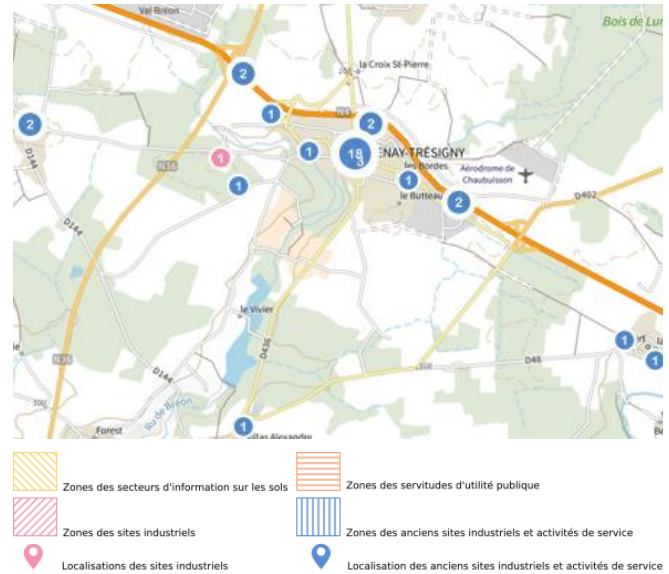 Val Bréon
Bois de
la Croix St-Pierre
2
2
1
N4
2
1
18
ENAY-TRÉSIGNY
les Bordes
Aérodrome de
Chaubuisson
1
1
1
le Butteau
2
D402
D144
N36
D144
le Vivier
D436
1
D48
1
N36
D144
Ru de Bréon
Forest
1
llas Alexandre
Zones des secteurs d'information sur les sols
Zones des servitudes d'utilité publique
Zones des sites industriels
Zones des anciens sites industriels et activités de service
Localisations des sites industriels
Localisation des anciens sites industriels et activités de service